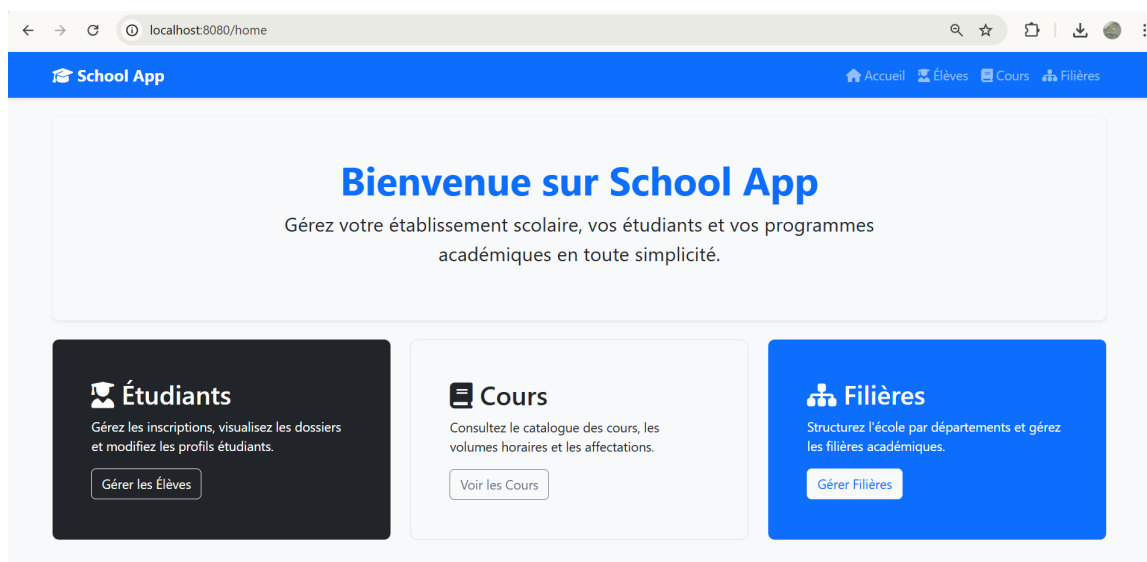 localhost:8080/home
School App
Accueil Élèves Cours Filières
Bienvenue sur School App
Gérez votre établissement scolaire, vos étudiants et vos programmes
académiques en toute simplicité.
Étudiants
Gérez les inscriptions, visualisez les dossiers
et modifiez les profils étudiants.
Gérer les Élèves
Cours
Consultez le catalogue des cours, les
volumes horaires et les affectations.
Voir les Cours
Filières
Structurez l'école par départements et gérez
les filières académiques.
Gérer Filières